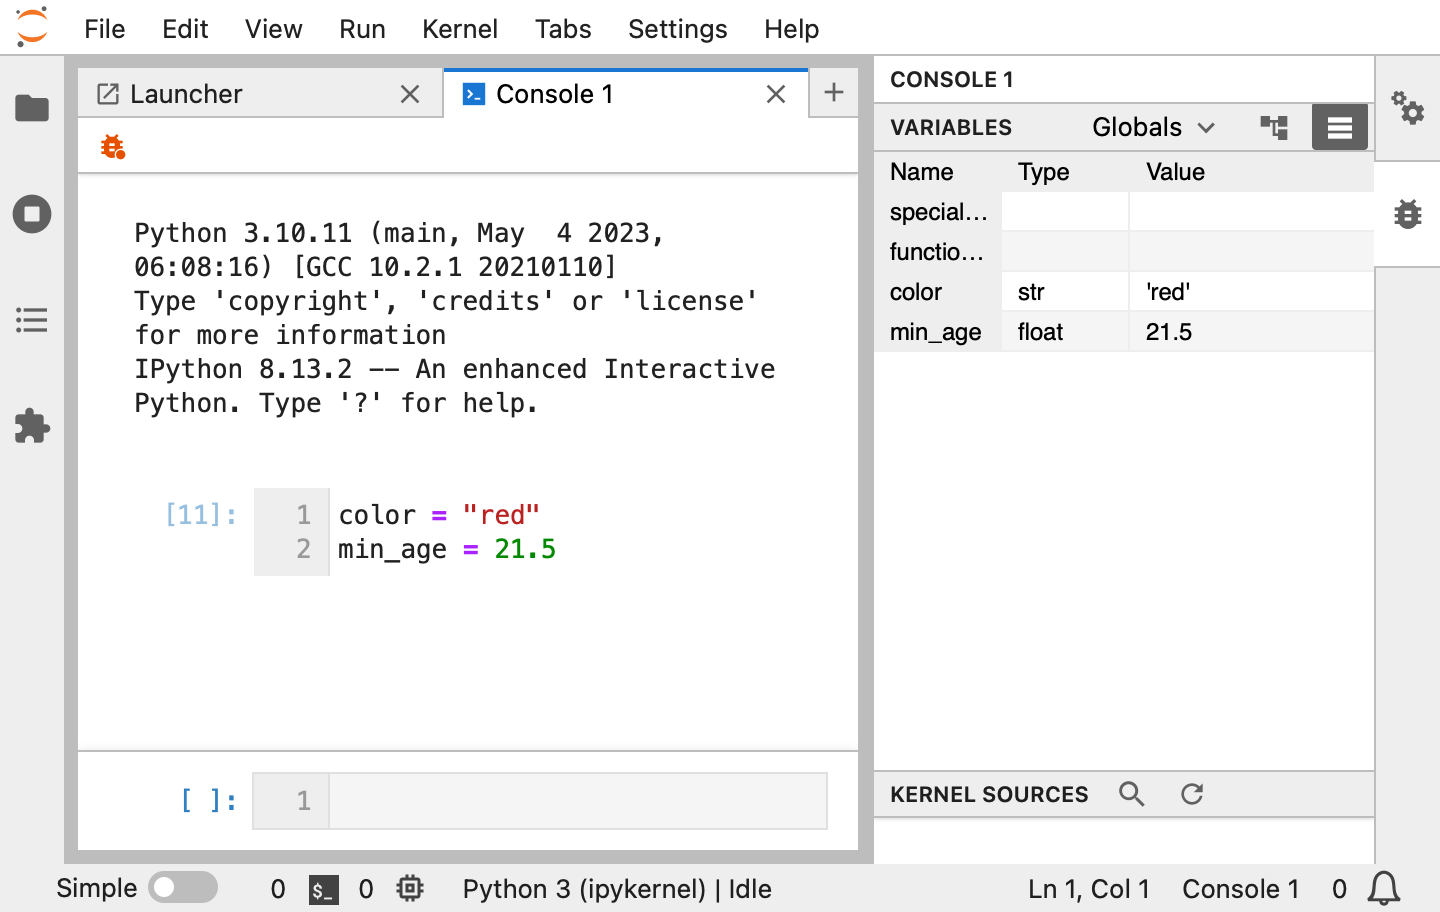 File Edit View Run Kernel Tabs Settings Help
Launcher
Console 1
Python 3.10.11 (main, May  4 2023,
06:08:16) [GCC 10.2.1 20210110]
Type 'copyright', 'credits' or 'license'
for more information
IPython 8.13.2 -- An enhanced Interactive
Python. Type '?' for help.
[11]:
1 color = "red"
2 min_age = 21.5
[ ]: 1
CONSOLE 1
VARIABLES Globals
Name Type Value
special...
functio...
color str 'red'
min_age float 21.5
KERNEL SOURCES
Simple 0 $_ 0 Python 3 (ipykernel) | Idle Ln 1, Col 1 Console 1 0